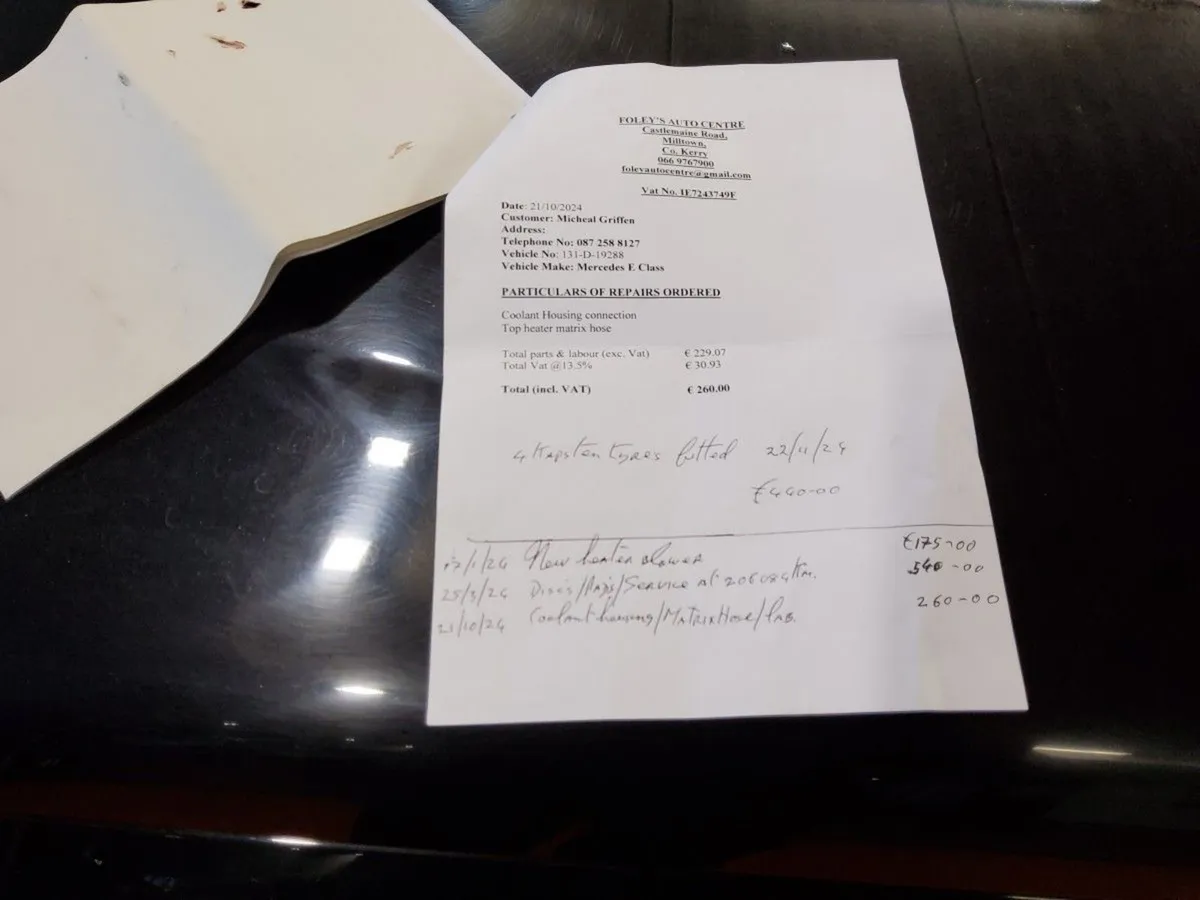 FOLEY'S AUTO CENTRE
Castlemaine Road,
Milltown,
Co. Kerry
066 9767900
foleyautocentre@gmail.com
Vat No. IE7243749F
Date: 21/10/2024
Customer: Micheal Griffen
Address:
Telephone No: 087 258 8127
Vehicle No: 131-D-19288
Vehicle Make: Mercedes E Class
PARTICULARS OF REPAIRS ORDERED
Coolant Housing connection
Top heater matrix hose
Total parts & labour (exc. Vat) € 229.07
Total Vat @13.5% € 30.93
Total (incl. VAT) € 260.00
4 Kapsten tyres fitted 22/11/24
€440-00
/1/24 New heater blower €175-00
25/3/24 Discs/Pads/Service at 206084Km. 540-00
21/10/24 Coolant housing/Matrix Hose/Lab. 260-00